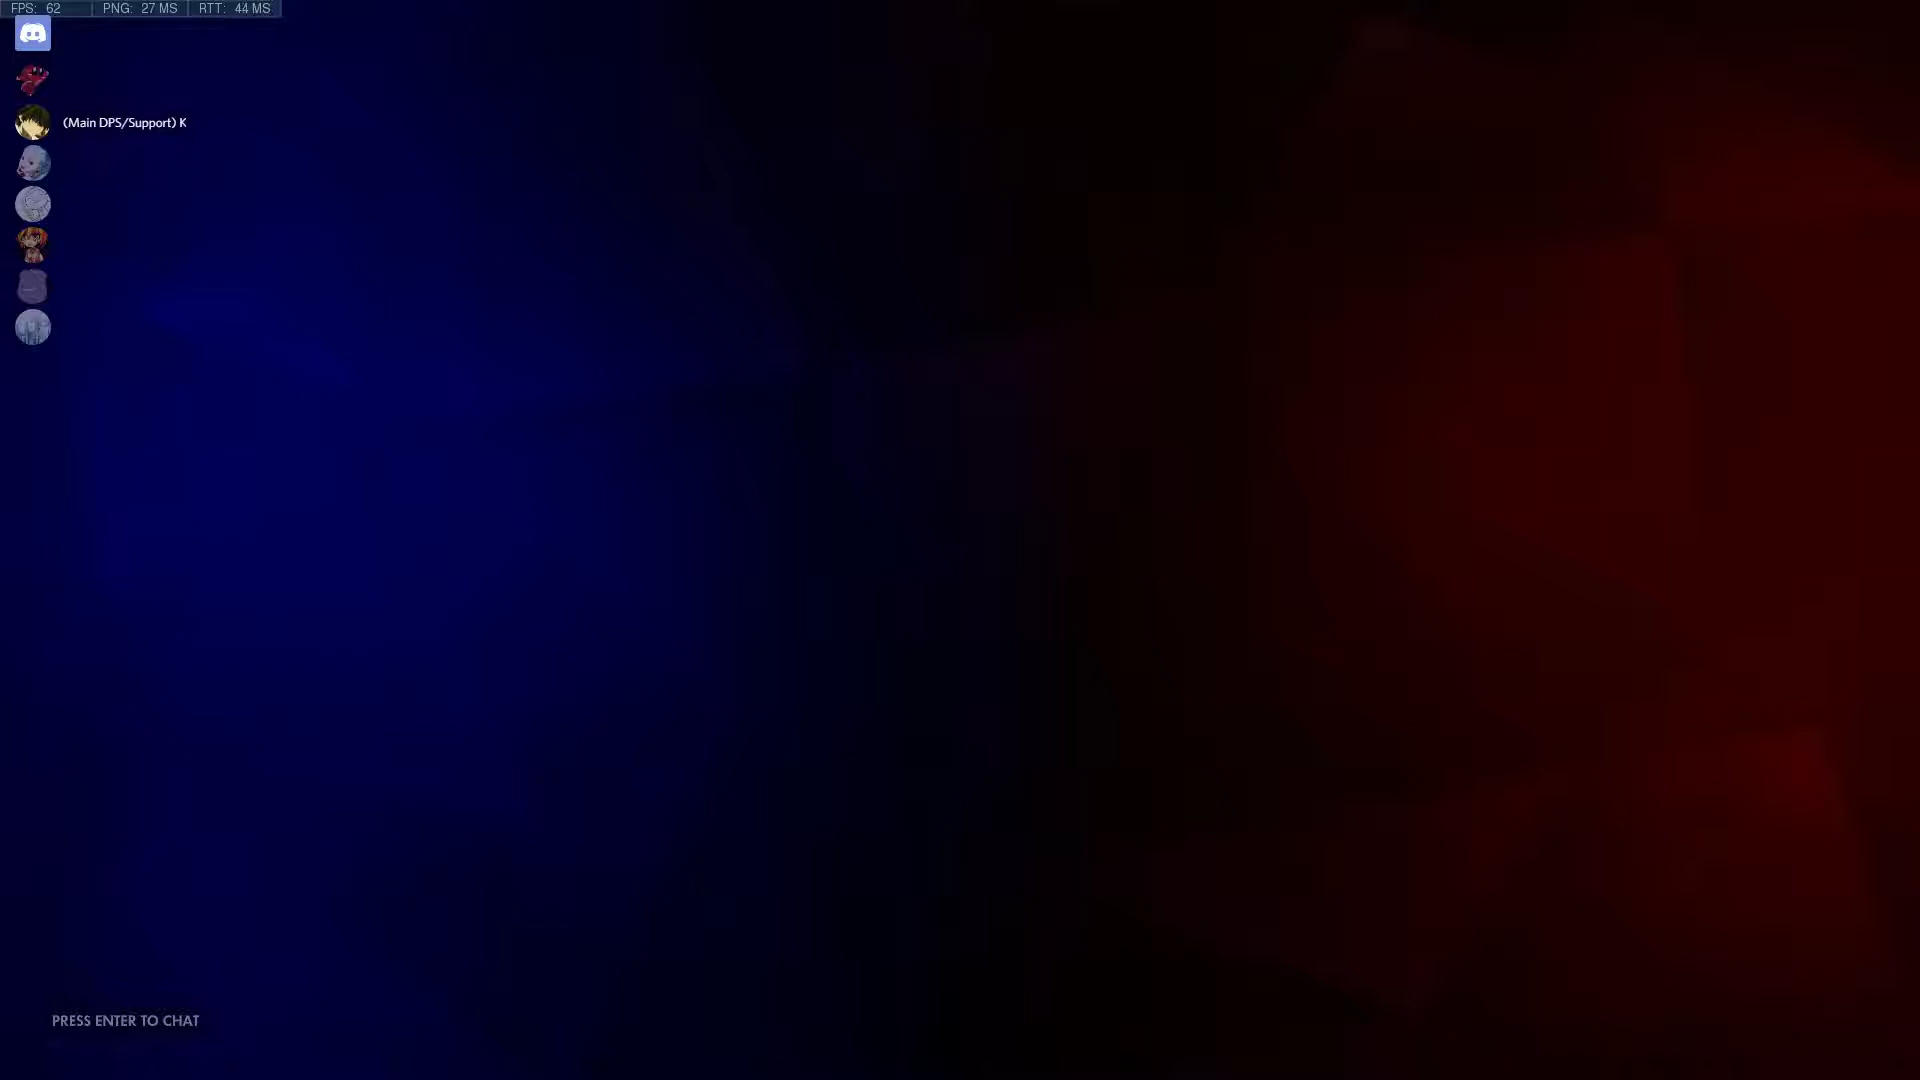 FPS: 62 | PNG: 27 MS | RTT: 44 MS
(Main DPS/Support) K
PRESS ENTER TO CHAT